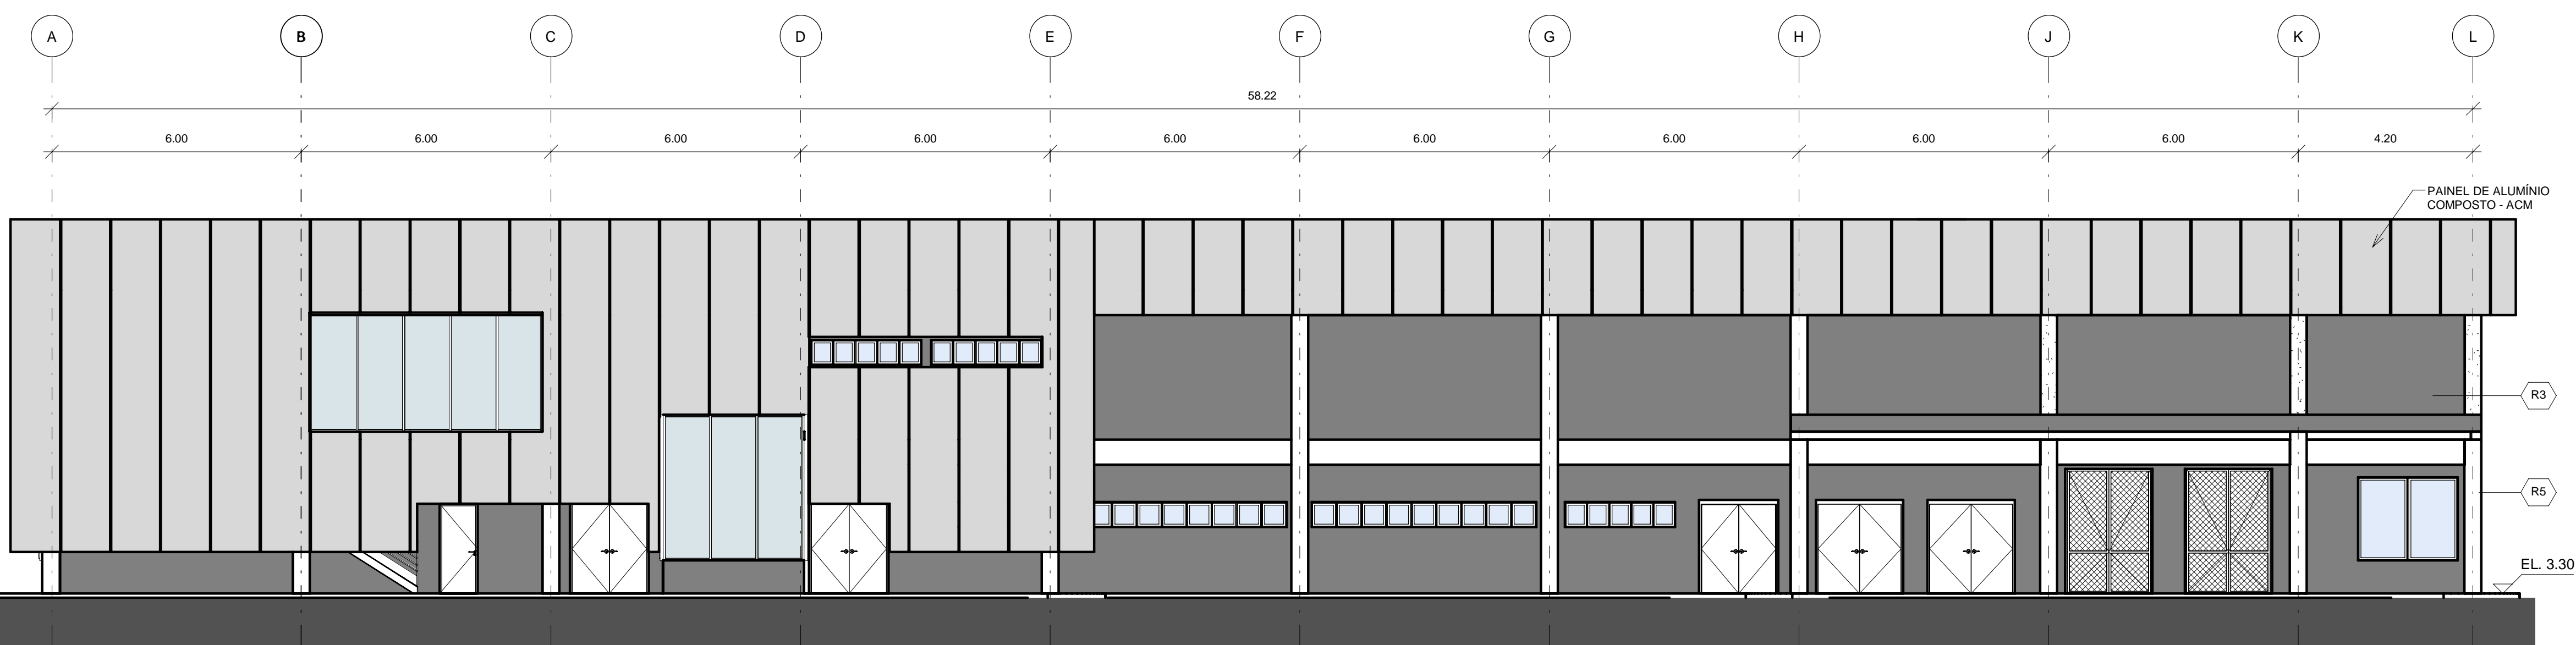 A B C D E F G H J K L
58.22
6.00 6.00 6.00 6.00 6.00 6.00 6.00 6.00 6.00 4.20
PAINEL DE ALUMÍNIO
COMPOSTO - ACM
R3
R5
EL. 3.30